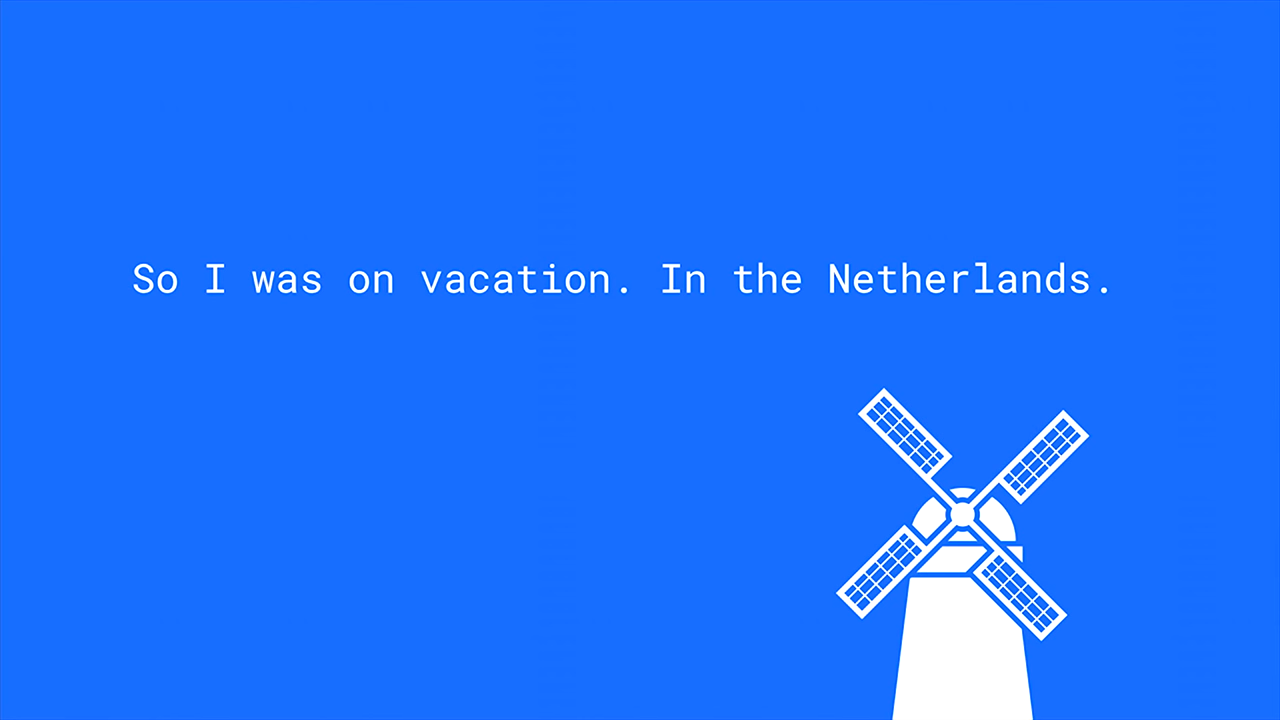 So I was on vacation. In the Netherlands.